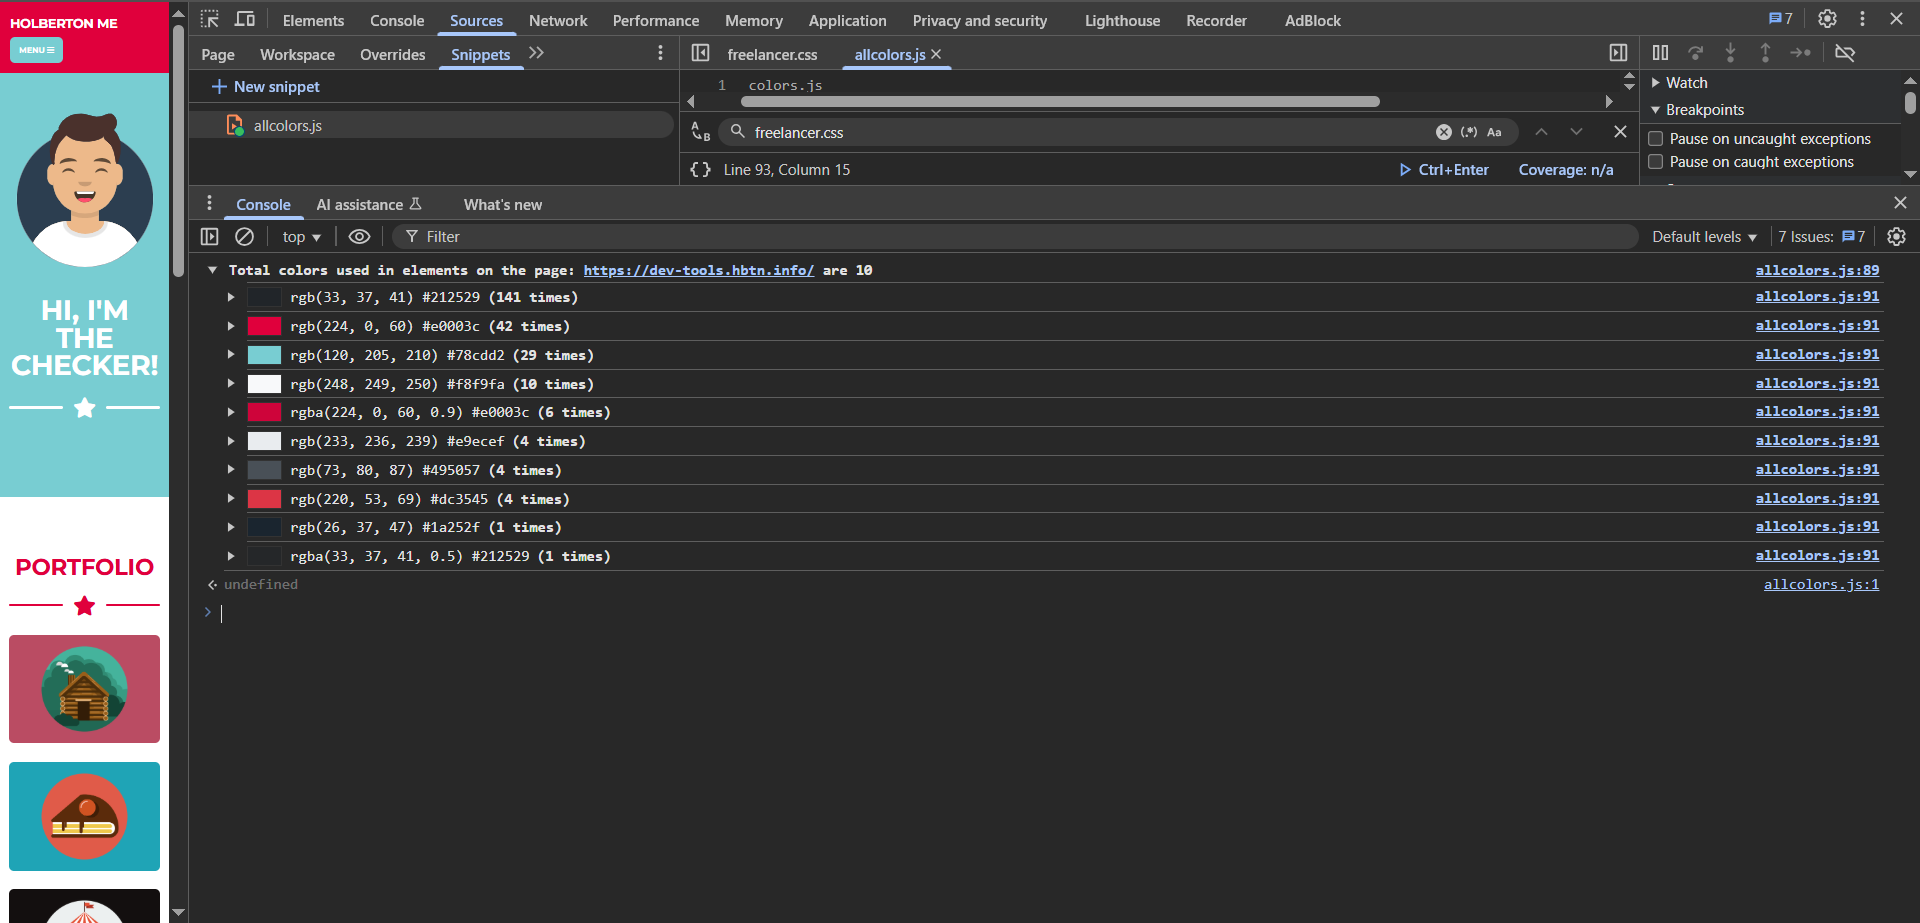 HOLBERTON ME
MENU
HI, I'M
THE
CHECKER!
PORTFOLIO
Elements Console Sources Network Performance Memory Application Privacy and security Lighthouse Recorder AdBlock 7
Page Workspace Overrides Snippets
freelancer.css allcolors.js
New snippet
allcolors.js
1 colors.js
freelancer.css
Aa
Line 93, Column 15 Ctrl+Enter Coverage: n/a
Watch
Breakpoints
Pause on uncaught exceptions
Pause on caught exceptions
Console AI assistance What's new
top Filter Default levels 7 Issues: 7
Total colors used in elements on the page: https://dev-tools.hbtn.info/ are 10 allcolors.js:89
rgb(33, 37, 41) #212529 (141 times) allcolors.js:91
rgb(224, 0, 60) #e0003c (42 times) allcolors.js:91
rgb(120, 205, 210) #78cdd2 (29 times) allcolors.js:91
rgb(248, 249, 250) #f8f9fa (10 times) allcolors.js:91
rgba(224, 0, 60, 0.9) #e0003c (6 times) allcolors.js:91
rgb(233, 236, 239) #e9ecef (4 times) allcolors.js:91
rgb(73, 80, 87) #495057 (4 times) allcolors.js:91
rgb(220, 53, 69) #dc3545 (4 times) allcolors.js:91
rgb(26, 37, 47) #1a252f (1 times) allcolors.js:91
rgba(33, 37, 41, 0.5) #212529 (1 times) allcolors.js:91
undefined allcolors.js:1